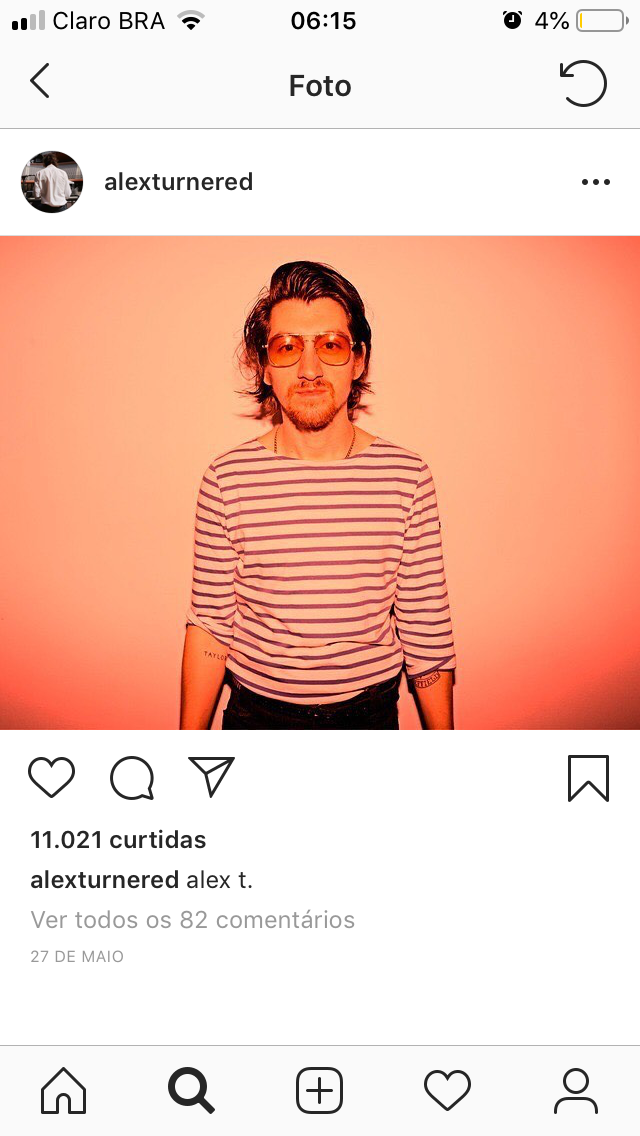 Claro BRA 06:15 4%
Foto
alexturnered
TAYLOR
11.021 curtidas
alexturnered alex t.
Ver todos os 82 comentários
27 DE MAIO